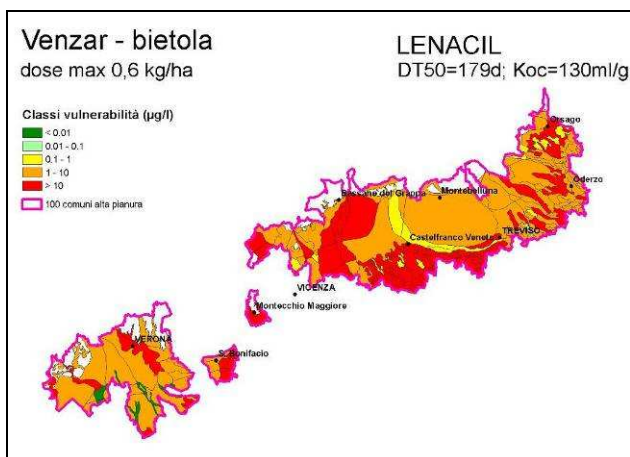 Venzar - bietola
dose max 0,6 kg/ha
LENACIL
DT50=179d; Koc=130ml/g
Classi vulnerabilità (µg/l)
< 0.01
0.01 - 0.1
0.1 - 1
1 - 10
> 10
100 comuni alta pianura
Orsago
Oderzo
Bassano del Grappa
Montebelluna
Castelfranco Veneto
TREVISO
VICENZA
Montecchio Maggiore
VERONA
S. Bonifacio